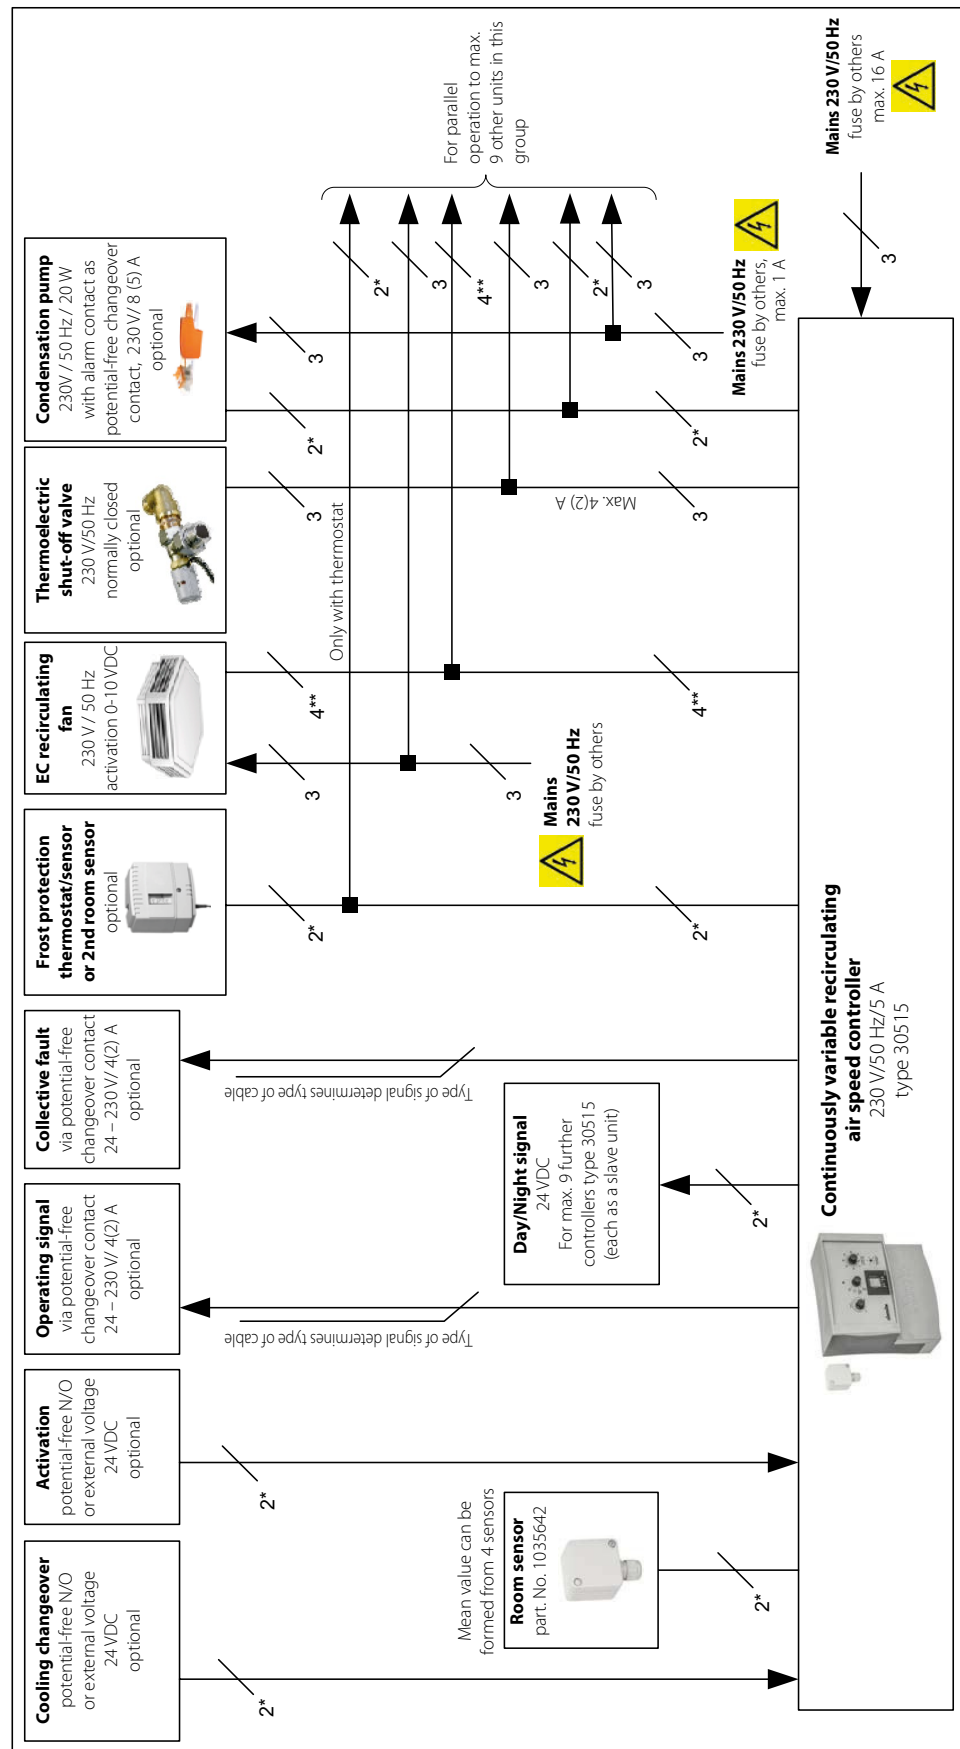 Cooling changeover
potential-free N/O
or external voltage
24 VDC
optional
2*
Activation
potential-free N/O
or external voltage
24 VDC
optional
2*
Operating signal
via potential-free
changeover contact
24 – 230 V/ 4(2) A
optional
Type of signal determines type of cable
Collective fault
via potential-free
changeover contact
24 – 230 V/ 4(2) A
optional
Type of signal determines type of cable
Frost protection
thermostat/sensor
or 2nd room sensor
optional
2*
2*
EC recirculating
fan
230 V / 50 Hz
activation 0-10 VDC
3
4**
3
4**
Thermoelectric
shut-off valve
230 V/50 Hz
normally closed
optional
3
3
Max. 4(2) A
Condensation pump
230V / 50 Hz / 20 W
with alarm contact as
potential-free changeover
contact, 230 V/ 8 (5) A
optional
2*
3
2*
3
Only with thermostat
2*
3
4**
3
2*
3
For parallel
operation to max.
9 other units in this
group
Mains
230 V/50 Hz
fuse by others
Mains 230 V/50 Hz
fuse by others,
max. 1 A
Mains 230 V/50 Hz
fuse by others
max. 16 A
3
Mean value can be
formed from 4 sensors
Room sensor
part. No. 1035642
2*
Day/Night signal
24 VDC
For max. 9 further
controllers type 30515
(each as a slave unit)
2*
Continuously variable recirculating
air speed controller
230 V/50 Hz/5 A
type 30515